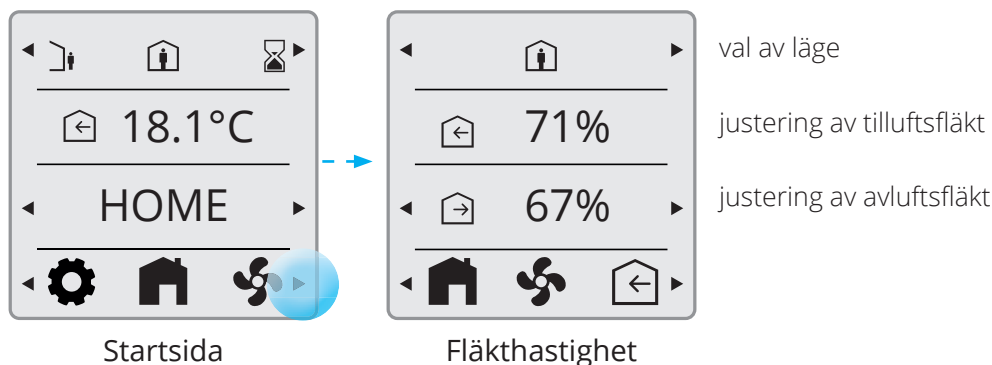 18.1°C
HOME
Startsida
71%
67%
Fläkthastighet
val av läge
justering av tilluftsfläkt
justering av avluftsfläkt